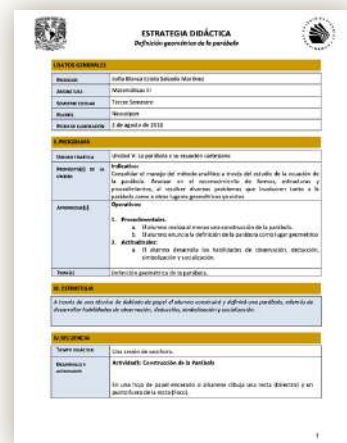 ESTRATEGIA DIDÁCTICA
Definición geométrica de la parábola
I. DATOS GENERALES
PROFESOR
ASIGNATURA Matemáticas III
SEMESTRE ESCOLAR Tercer Semestre
PLANTEL Naucalpan
FECHA DE ELABORACIÓN de agosto de
II. PROGRAMA
UNIDAD TEMÁTICA Unidad V. La parábola y su ecuación cartesiana
PROPÓSITO(S) DE LA UNIDAD
Indicativo:
Consolidar el manejo del método analítico a través del estudio de la ecuación de
la parábola. Avanzar en el reconocimiento de formas, estructuras y
procedimientos, al resolver diversos problemas que involucren tanto a la
parábola como a otros lugares geométricos ya vistos
APRENDIZAJE(S)
Operativos:
1. Procedimentales:
a. El alumno realiza al menos una construcción de la parábola.
b. El alumno enuncia la definición de la parábola como lugar geométrico
2. Actitudinales:
a. El alumno desarrolla las habilidades de observación, deducción,
simbolización y socialización.
TEMA(S) Definición geométrica de la parábola.
III. ESTRATEGIA
A través de una técnica de doblado de papel el alumno construirá y definirá una parábola, además de
desarrollar habilidades de observación, deducción, simbolización y socialización
IV. SECUENCIA
TIEMPO DIDÁCTICO Una sesión de una hora.
DESARROLLO Y ACTIVIDADES
Construcción de la Parábola
En una hoja de papel encerado o albanene dibuja una recta (Directriz) y un
punto fuera de la recta (Foco).
1